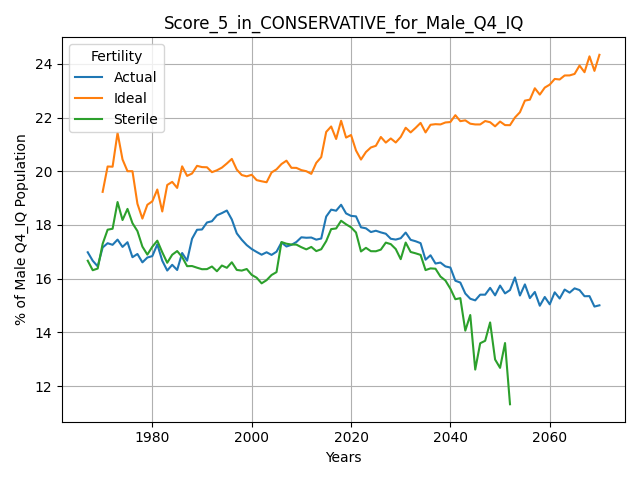 Score_5_in_CONSERVATIVE_for_Male_Q4_IQ
Fertility
Actual
Ideal
Sterile
% of Male Q4_IQ Population
24
22
20
18
16
14
12
1980
2000
2020
2040
2060
Years